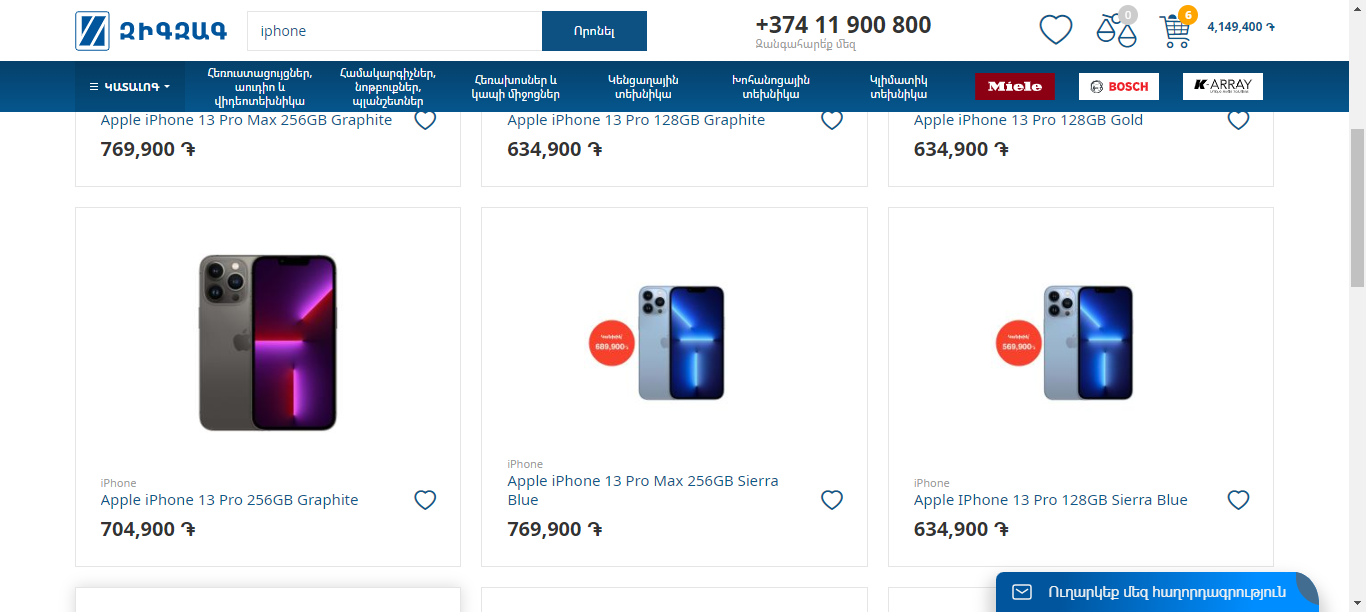 ԶԻԳԶԱԳ
iphone
Որոնել
+374 11 900 800
Զանգահարեք մեզ
0
6
4,149,400 ֏
ԿԱՏԱԼՈԳ
Հեռուստացույցներ,
աուդիո և
վիդեոտեխնիկա
Համակարգիչներ,
նոթբուքներ,
պլանշետներ
Հեռախոսներ և
կապի միջոցներ
Կենցաղային
տեխնիկա
Խոհանոցային
տեխնիկա
Կլիմատիկ
տեխնիկա
Miele
BOSCH
K-ARRAY
Apple iPhone 13 Pro Max 256GB Graphite
769,900 ֏
Apple iPhone 13 Pro 128GB Graphite
634,900 ֏
Apple iPhone 13 Pro 128GB Gold
634,900 ֏
iPhone
Apple iPhone 13 Pro 256GB Graphite
704,900 ֏
689,900֏
iPhone
Apple iPhone 13 Pro Max 256GB Sierra
Blue
769,900 ֏
569,900֏
iPhone
Apple IPhone 13 Pro 128GB Sierra Blue
634,900 ֏
Ուղարկեք մեզ հաղորդագրություն